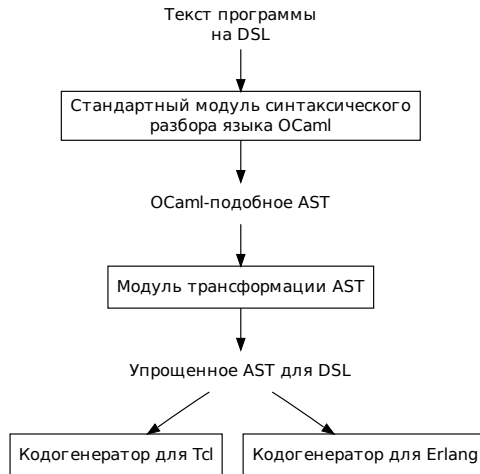 Текст программы
на DSL
Стандартный модуль синтаксического
разбора языка OCaml
OCaml-подобное AST
Модуль трансформации AST
Упрощенное AST для DSL
Кодогенератор для Tcl
Кодогенератор для Erlang